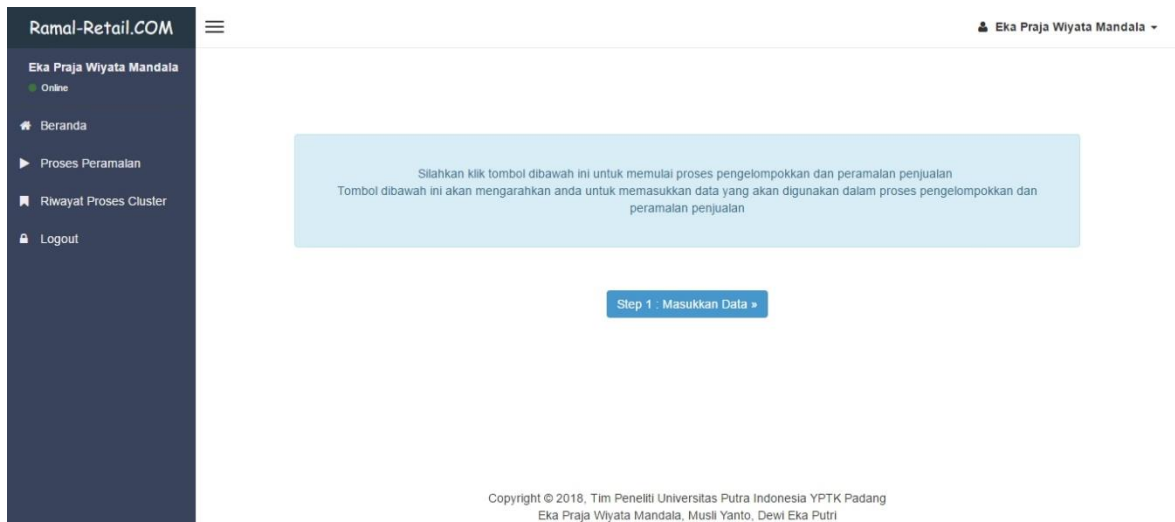 Ramal-Retail.COM
Eka Praja Wiyata Mandala
Eka Praja Wiyata Mandala
Online
Beranda
Proses Peramalan
Riwayat Proses Cluster
Logout
Silahkan klik tombol dibawah ini untuk memulai proses pengelompokkan dan peramalan penjualan
Tombol dibawah ini akan mengarahkan anda untuk memasukkan data yang akan digunakan dalam proses pengelompokkan dan
peramalan penjualan
Step 1 : Masukkan Data »
Copyright © 2018, Tim Peneliti Universitas Putra Indonesia YPTK Padang
Eka Praja Wiyata Mandala, Musli Yanto, Dewi Eka Putri